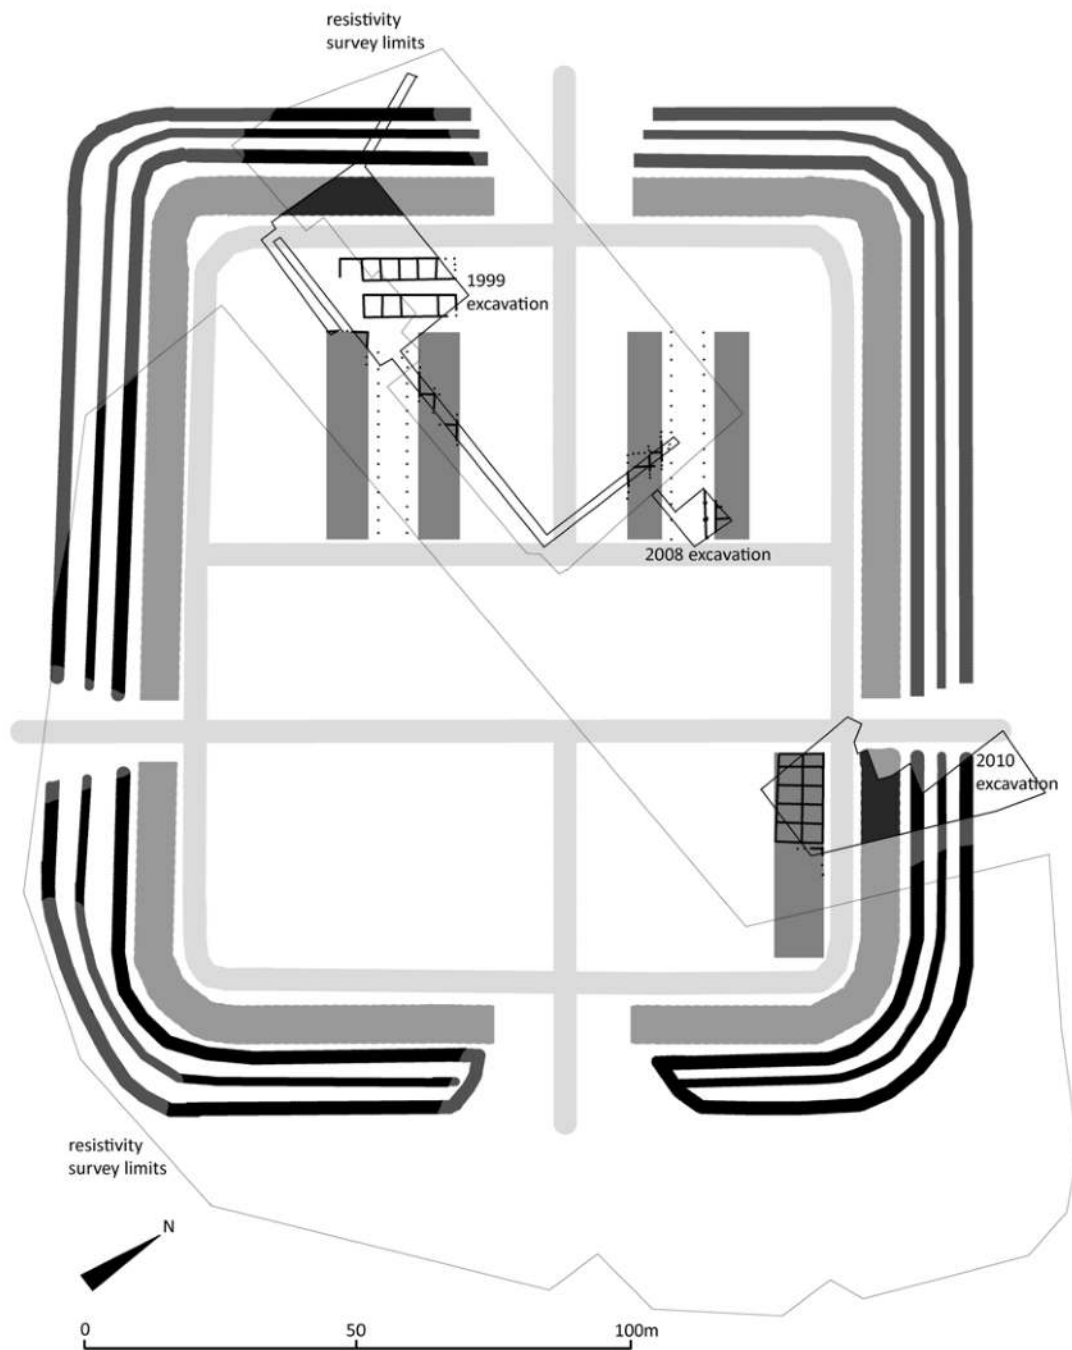 resistivity
survey limits
1999
excavation
2008 excavation
2010
excavation
resistivity
survey limits
N
0 50 100m